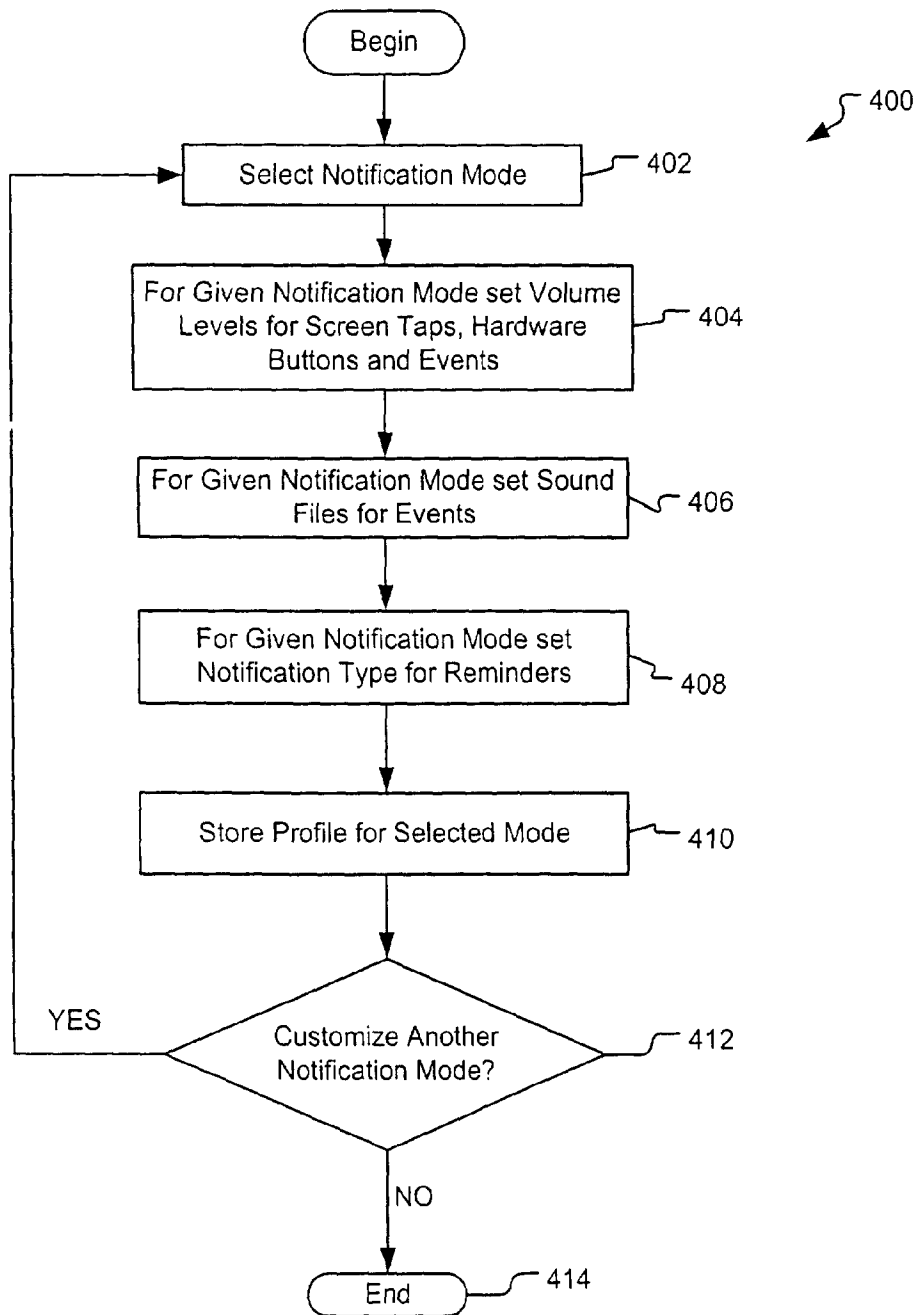 Begin
400
Select Notification Mode
402
For Given Notification Mode set Volume
Levels for Screen Taps, Hardware
Buttons and Events
404
For Given Notification Mode set Sound
Files for Events
406
For Given Notification Mode set
Notification Type for Reminders
408
Store Profile for Selected Mode
410
YES
Customize Another
Notification Mode?
412
NO
End
414